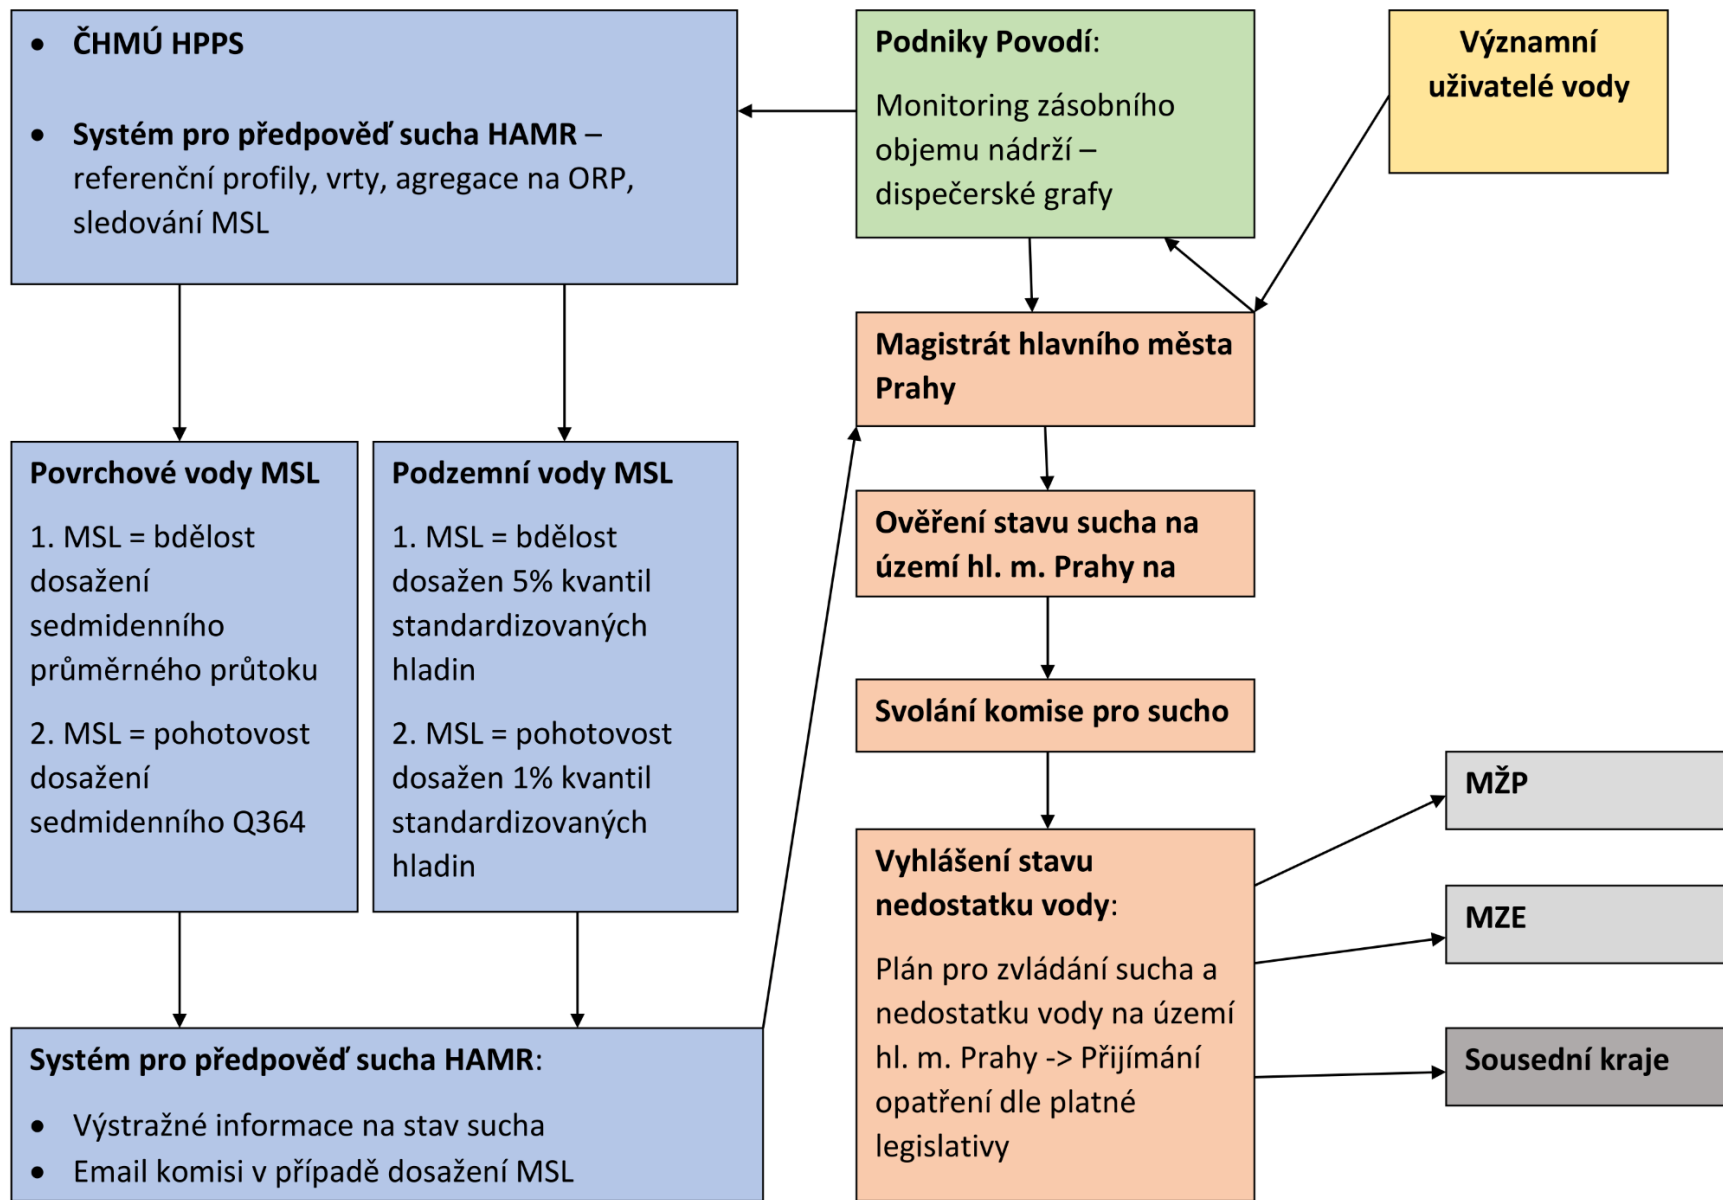 • ČHMÚ HPPS
• Systém pro předpověď sucha HAMR –
referenční profily, vrty, agregace na ORP,
sledování MSL
Podniky Povodí:
Monitoring zásobního
objemu nádrží –
dispečerské grafy
Významní
uživatelé vody
Magistrát hlavního města
Prahy
Povrchové vody MSL
1. MSL = bdělost
dosažení
sedmidenního
průměrného průtoku
2. MSL = pohotovost
dosažení
sedmidenního Q364
Podzemní vody MSL
1. MSL = bdělost
dosažen 5% kvantil
standardizovaných
hladin
2. MSL = pohotovost
dosažen 1% kvantil
standardizovaných
hladin
Ověření stavu sucha na
území hl. m. Prahy na
Svolání komise pro sucho
Vyhlášení stavu
nedostatku vody:
Plán pro zvládání sucha a
nedostatku vody na území
hl. m. Prahy -> Přijímání
opatření dle platné
legislativy
MŽP
MZE
Sousední kraje
Systém pro předpověď sucha HAMR:
• Výstražné informace na stav sucha
• Email komisi v případě dosažení MSL